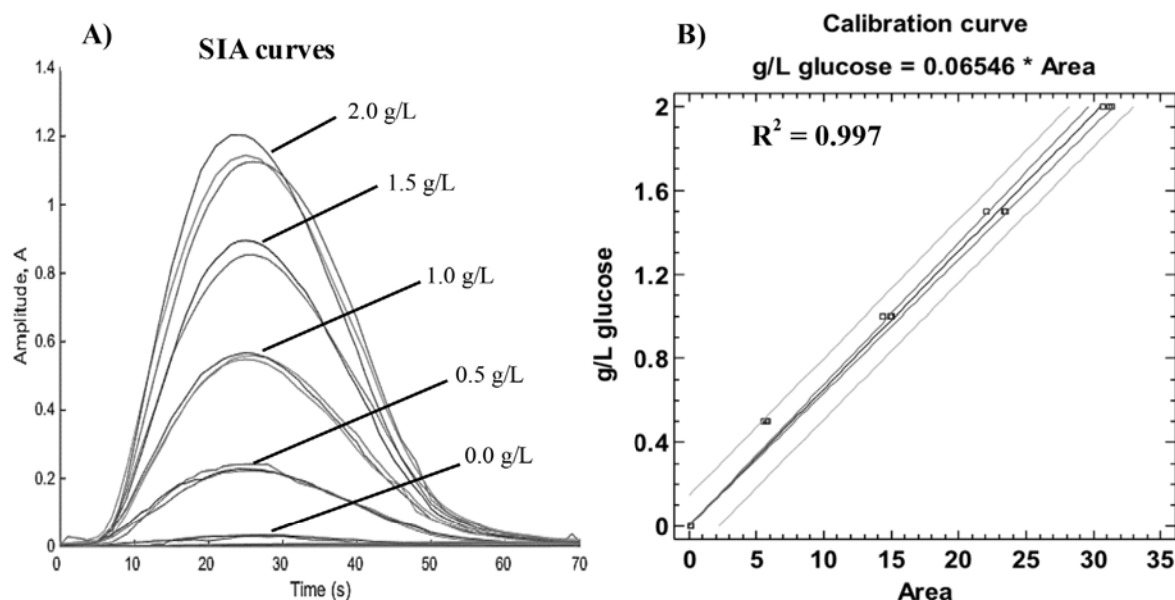 A)
SIA curves
1.4
1.2
1
0.8
0.6
0.4
0.2
0
Amplitude, A
2.0 g/L
1.5 g/L
1.0 g/L
0.5 g/L
0.0 g/L
0 10 20 30 40 50 60 70
Time (s)
B)
Calibration curve
g/L glucose = 0.06546 * Area
R² = 0.997
2
1.6
1.2
0.8
0.4
0
g/L glucose
0 5 10 15 20 25 30 35
Area